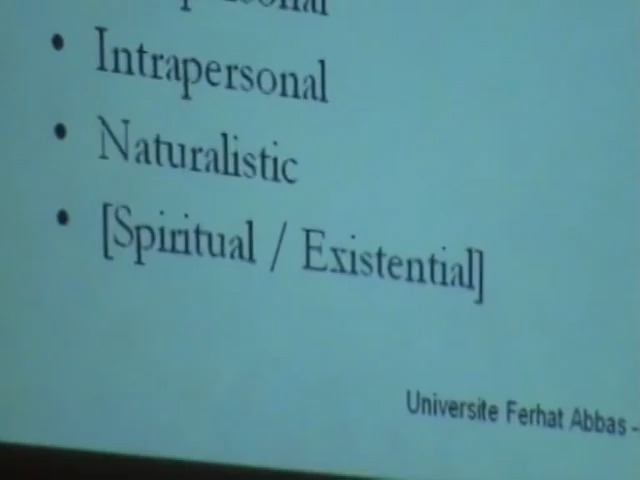 • Intrapersonal
• Naturalistic
• [Spiritual / Existential]
Universite Ferhat Abbas -